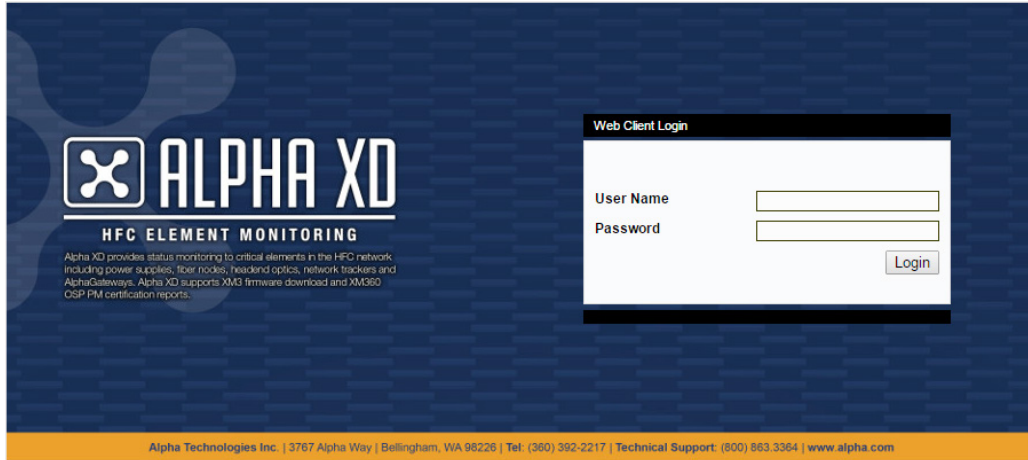 ALPHA XD
HFC ELEMENT MONITORING
Alpha XD provides status monitoring to critical elements in the HFC network
including power supplies, fiber nodes, headend optics, network trackers and
AlphaGateways. Alpha XD supports XM3 firmware download and XM360
OSP PM certification reports.
Web Client Login
User Name
Password
Login
Alpha Technologies Inc. | 3767 Alpha Way | Bellingham, WA 98226 | Tel: (360) 392-2217 | Technical Support: (800) 863.3364 | www.alpha.com